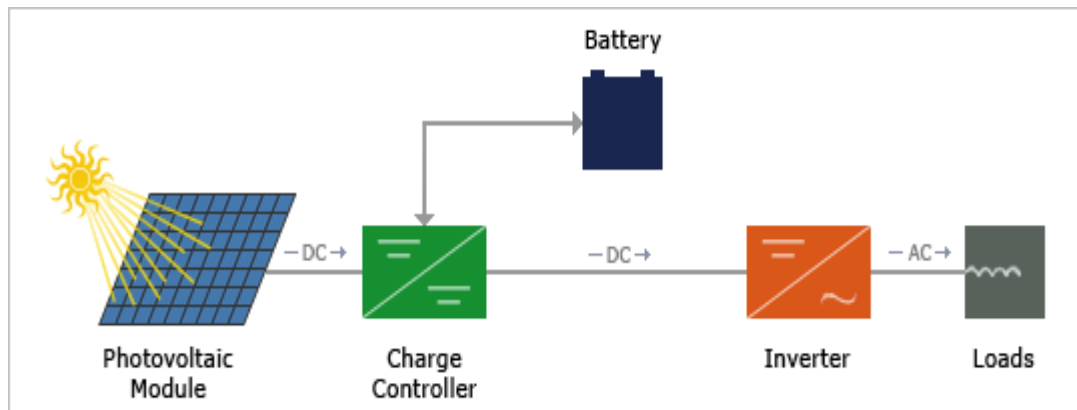 Battery
DC
DC
AC
Photovoltaic
Module
Charge
Controller
Inverter
Loads